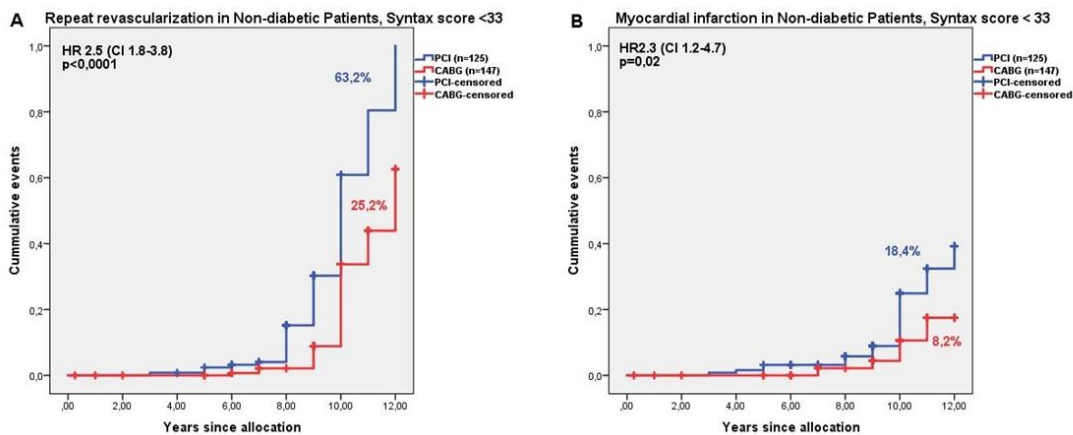 A Repeat revascularization in Non-diabetic Patients, Syntax score <33
HR 2.5 (CI 1.8-3.8)
p<0,0001
63,2%
25,2%
PCI (n=125)
CABG (n=147)
PCI-censored
CABG-censored
Cummulative events
1,0
0,8
0,6
0,4
0,2
0,0
,00 2,00 4,00 6,00 8,00 10,00 12,00
Years since allocation
B Myocardial infarction in Non-diabetic Patients, Syntax score < 33
HR2.3 (CI 1.2-4.7)
p=0,02
18,4%
8,2%
PCI (n=125)
CABG (n=147)
PCI-censored
CABG-censored
Cummulative events
1,0
0,8
0,6
0,4
0,2
0,0
,00 2,00 4,00 6,00 8,00 10,00 12,00
Years since allocation